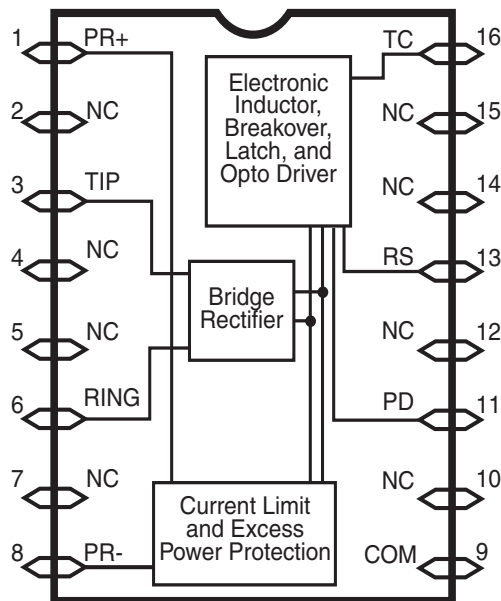 1 PR+
2 NC
3 TIP
4 NC
5 NC
6 RING
7 NC
8 PR-
Electronic
Inductor,
Breakover,
Latch, and
Opto Driver
Bridge
Rectifier
Current Limit
and Excess
Power Protection
TC 16
NC 15
NC 14
RS 13
NC 12
PD 11
NC 10
COM 9